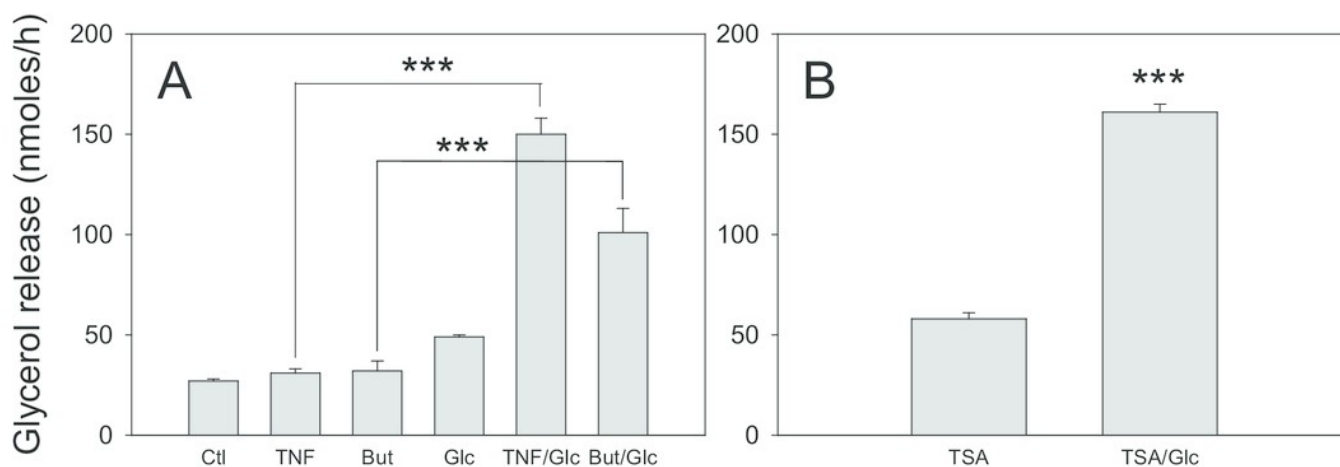 Glycerol release (nmoles/h)
A
200
150
100
50
0
***
***
Ctl TNF But Glc TNF/Glc But/Glc
B
200
150
100
50
0
***
TSA TSA/Glc